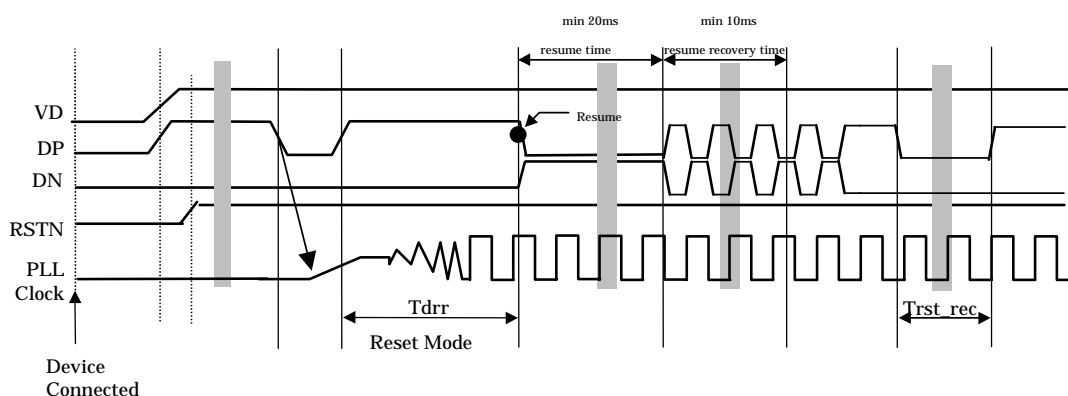 min 20ms
min 10ms
resume time
resume recovery time
VD
Resume
DP
DN
RSTN
PLL
Clock
Tdrr
Trst_rec
Reset Mode
Device
Connected